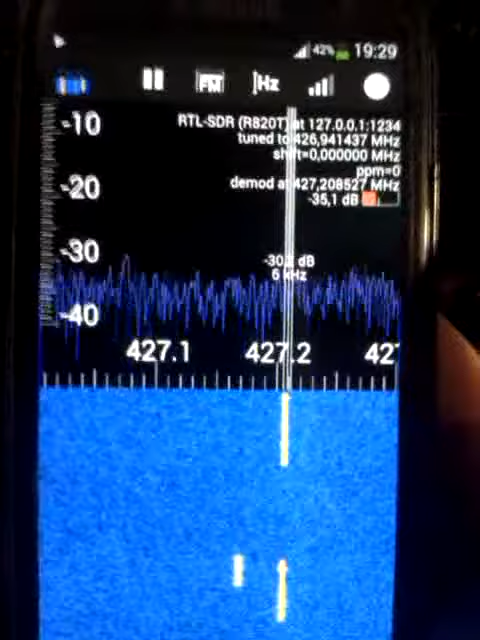 42% 19:29
FM Hz
-10
RTL-SDR (R820T) at 127.0.0.1:1234
tuned to 426,941437 MHz
shift=0,000000 MHz
ppm=0
-20
demod at 427,208527 MHz
-35,1 dB
-30
dB
6 kHz
-40
427.1 427.2 427